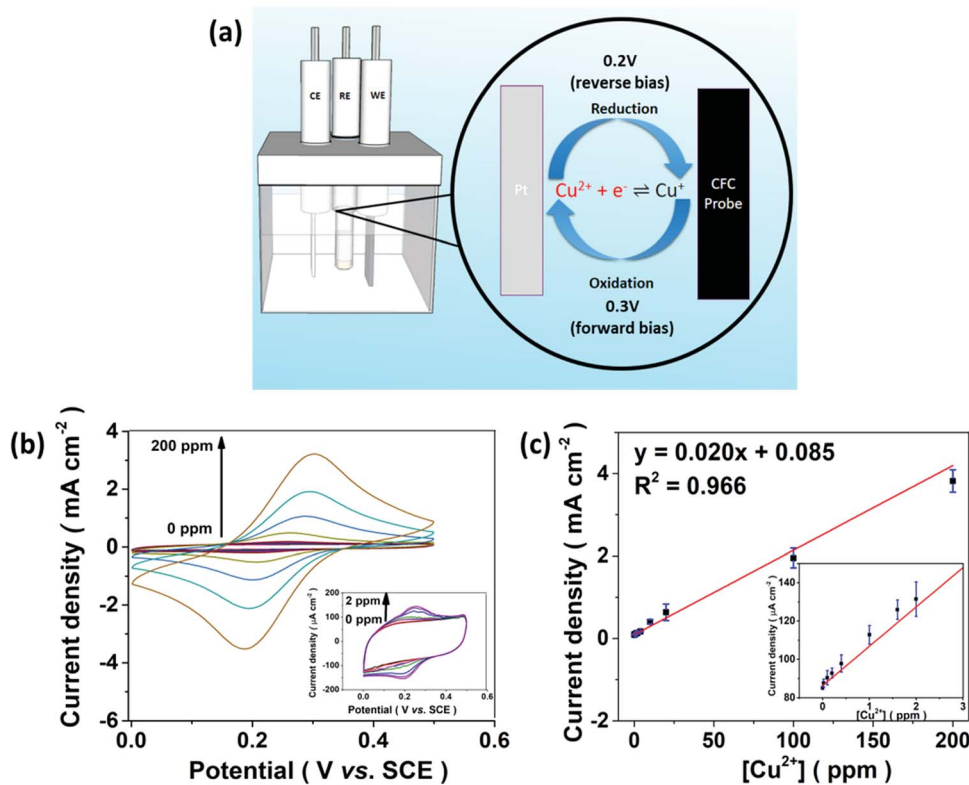 (a)
CE
RE
WE
0.2V
(reverse bias)
Reduction
Pt
Cu²⁺ + e⁻ ⇌ Cu⁺
CFC
Probe
Oxidation
0.3V
(forward bias)
(b)
Current density ( mA cm⁻²)
4
2
0
-2
-4
-6
200 ppm
0 ppm
0.0
0.2
0.4
0.6
Potential ( V vs. SCE )
Current density ( μA cm⁻²)
200
100
0
-100
-200
2 ppm
0 ppm
0.0
0.2
0.4
0.6
Potential ( V vs. SCE )
(c)
Current density ( mA cm⁻²)
4
2
0
-2
y = 0.020x + 0.085
R² = 0.966
0
50
100
150
200
[Cu²⁺] ( ppm )
Current density ( μA cm⁻²)
140
120
100
80
0
1
2
3
[Cu²⁺] ( ppm )